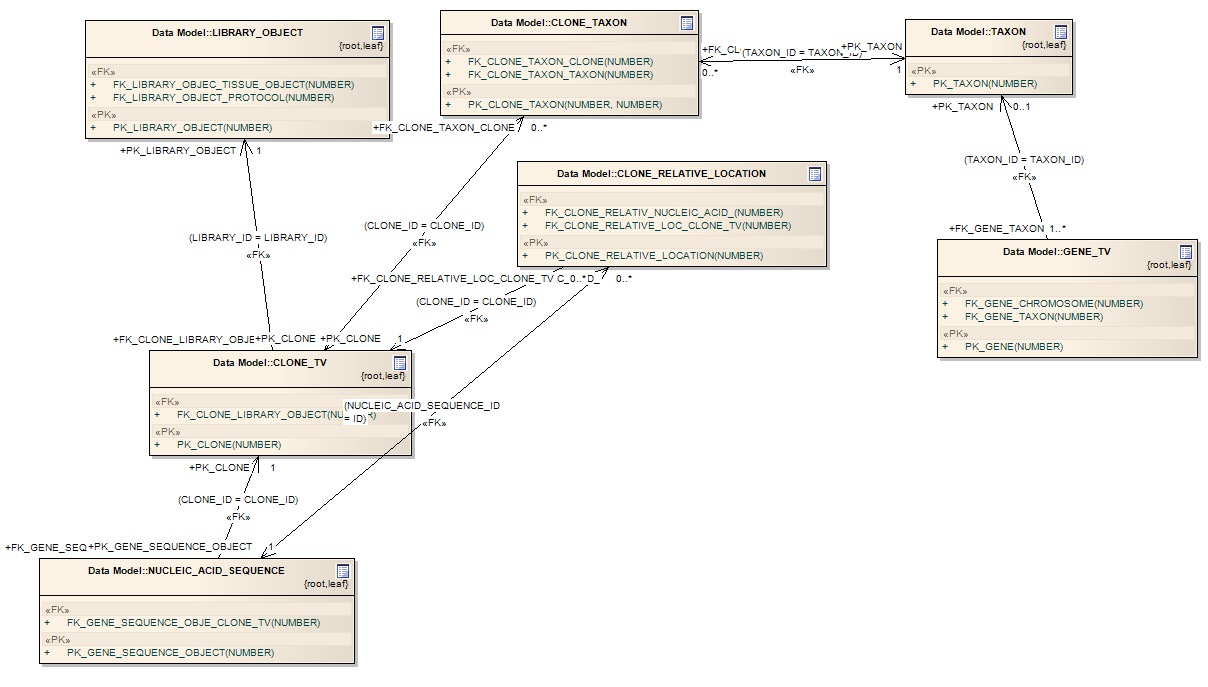 Data Model::LIBRARY_OBJECT
{root,leaf}
«FK»
+ FK_LIBRARY_OBJEC_TISSUE_OBJECT(NUMBER)
+ FK_LIBRARY_OBJECT_PROTOCOL(NUMBER)
«PK»
+ PK_LIBRARY_OBJECT(NUMBER)
Data Model::CLONE_TAXON
«FK»
+ FK_CLONE_TAXON_CLONE(NUMBER)
+ FK_CLONE_TAXON_TAXON(NUMBER)
«PK»
+ PK_CLONE_TAXON(NUMBER, NUMBER)
+FK_CL
(TAXON_ID = TAXON_ID)
+PK_TAXON
0..*
«FK»
1
Data Model::TAXON
{root,leaf}
«PK»
+ PK_TAXON(NUMBER)
+PK_TAXON 0..1
(TAXON_ID = TAXON_ID)
«FK»
+FK_GENE_TAXON 1..*
Data Model::GENE_TV
{root,leaf}
«FK»
+ FK_GENE_CHROMOSOME(NUMBER)
+ FK_GENE_TAXON(NUMBER)
«PK»
+ PK_GENE(NUMBER)
+FK_CLONE_TAXON_CLONE 0..*
+PK_LIBRARY_OBJECT 1
(LIBRARY_ID = LIBRARY_ID)
«FK»
(CLONE_ID = CLONE_ID)
«FK»
Data Model::CLONE_RELATIVE_LOCATION
«FK»
+ FK_CLONE_RELATIV_NUCLEIC_ACID_(NUMBER)
+ FK_CLONE_RELATIVE_LOC_CLONE_TV(NUMBER)
«PK»
+ PK_CLONE_RELATIVE_LOCATION(NUMBER)
+FK_CLONE_RELATIVE_LOC_CLONE_TV C_0..*D_ 0..*
(CLONE_ID = CLONE_ID)
«FK»
+FK_CLONE_LIBRARY_OBJE+PK_CLONE +PK_CLONE 1
Data Model::CLONE_TV
{root,leaf}
«FK»
+ FK_CLONE_LIBRARY_OBJECT(NU
«PK»
+ PK_CLONE(NUMBER)
(NUCLEIC_ACID_SEQUENCE_ID
= ID)
«FK»
+PK_CLONE 1
(CLONE_ID = CLONE_ID)
«FK»
+FK_GENE_SEQ+PK_GENE_SEQUENCE_OBJECT 1
Data Model::NUCLEIC_ACID_SEQUENCE
{root,leaf}
«FK»
+ FK_GENE_SEQUENCE_OBJE_CLONE_TV(NUMBER)
«PK»
+ PK_GENE_SEQUENCE_OBJECT(NUMBER)